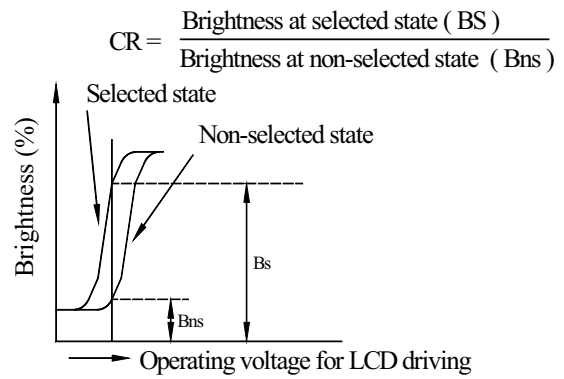 CR = Brightness at selected state ( BS )
Brightness at non-selected state ( Bns )
Selected state
Non-selected state
Brightness (%)
Bs
Bns
Operating voltage for LCD driving